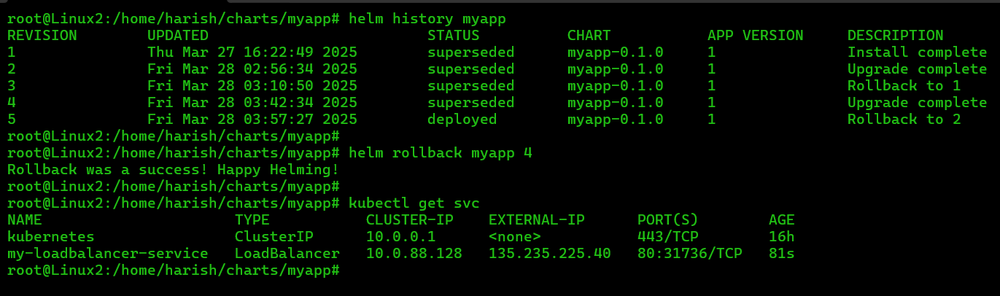 root@Linux2:/home/harish/charts/myapp# helm history myapp
REVISION        UPDATED                         STATUS          CHART           APP VERSION     DESCRIPTION
1               Thu Mar 27 16:22:49 2025        superseded      myapp-0.1.0     1               Install complete
2               Fri Mar 28 02:56:34 2025        superseded      myapp-0.1.0     1               Upgrade complete
3               Fri Mar 28 03:10:50 2025        superseded      myapp-0.1.0     1               Rollback to 1
4               Fri Mar 28 03:42:34 2025        superseded      myapp-0.1.0     1               Upgrade complete
5               Fri Mar 28 03:57:27 2025        deployed        myapp-0.1.0     1               Rollback to 2
root@Linux2:/home/harish/charts/myapp#
root@Linux2:/home/harish/charts/myapp# helm rollback myapp 4
Rollback was a success! Happy Helming!
root@Linux2:/home/harish/charts/myapp#
root@Linux2:/home/harish/charts/myapp# kubectl get svc
NAME                      TYPE           CLUSTER-IP    EXTERNAL-IP      PORT(S)         AGE
kubernetes                ClusterIP      10.0.0.1      <none>           443/TCP         16h
my-loadbalancer-service   LoadBalancer   10.0.88.128   135.235.225.40   80:31736/TCP    81s
root@Linux2:/home/harish/charts/myapp#